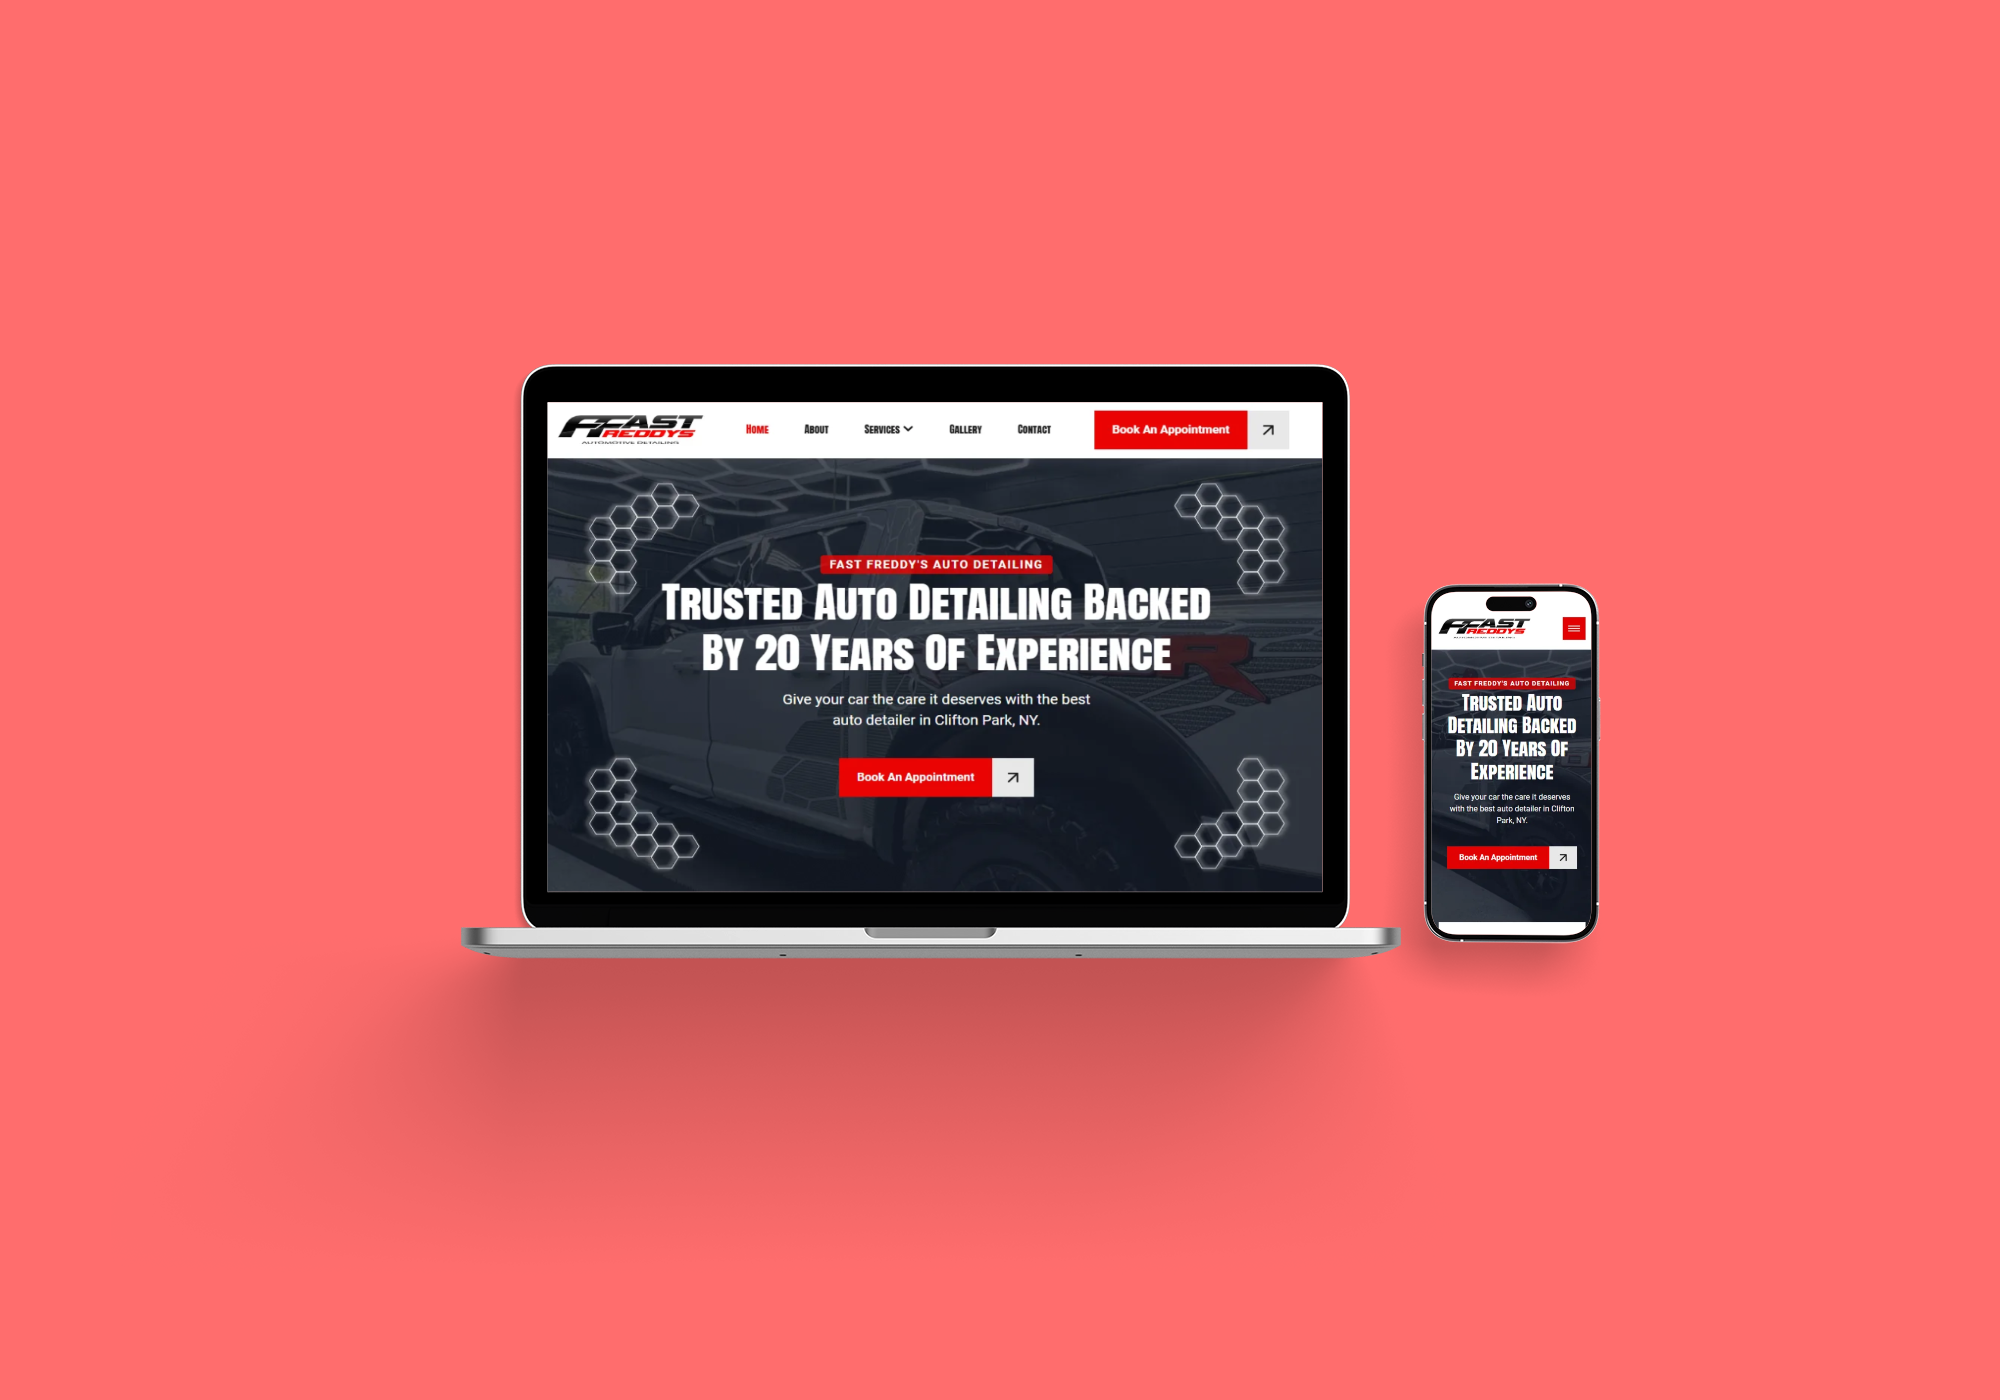 FAST
REDDYS
AUTOMOTIVE DETAILING
Home About Services Gallery Contact
Book An Appointment
FAST FREDDY'S AUTO DETAILING
Trusted Auto Detailing Backed
By 20 Years Of Experience
Give your car the care it deserves with the best
auto detailer in Clifton Park, NY.
Book An Appointment
R
FAST
REDDYS
FAST FREDDY'S AUTO DETAILING
Trusted Auto
Detailing Backed
By 20 Years Of
Experience
Give your car the care it deserves
with the best auto detailer in Clifton
Park, NY.
Book An Appointment